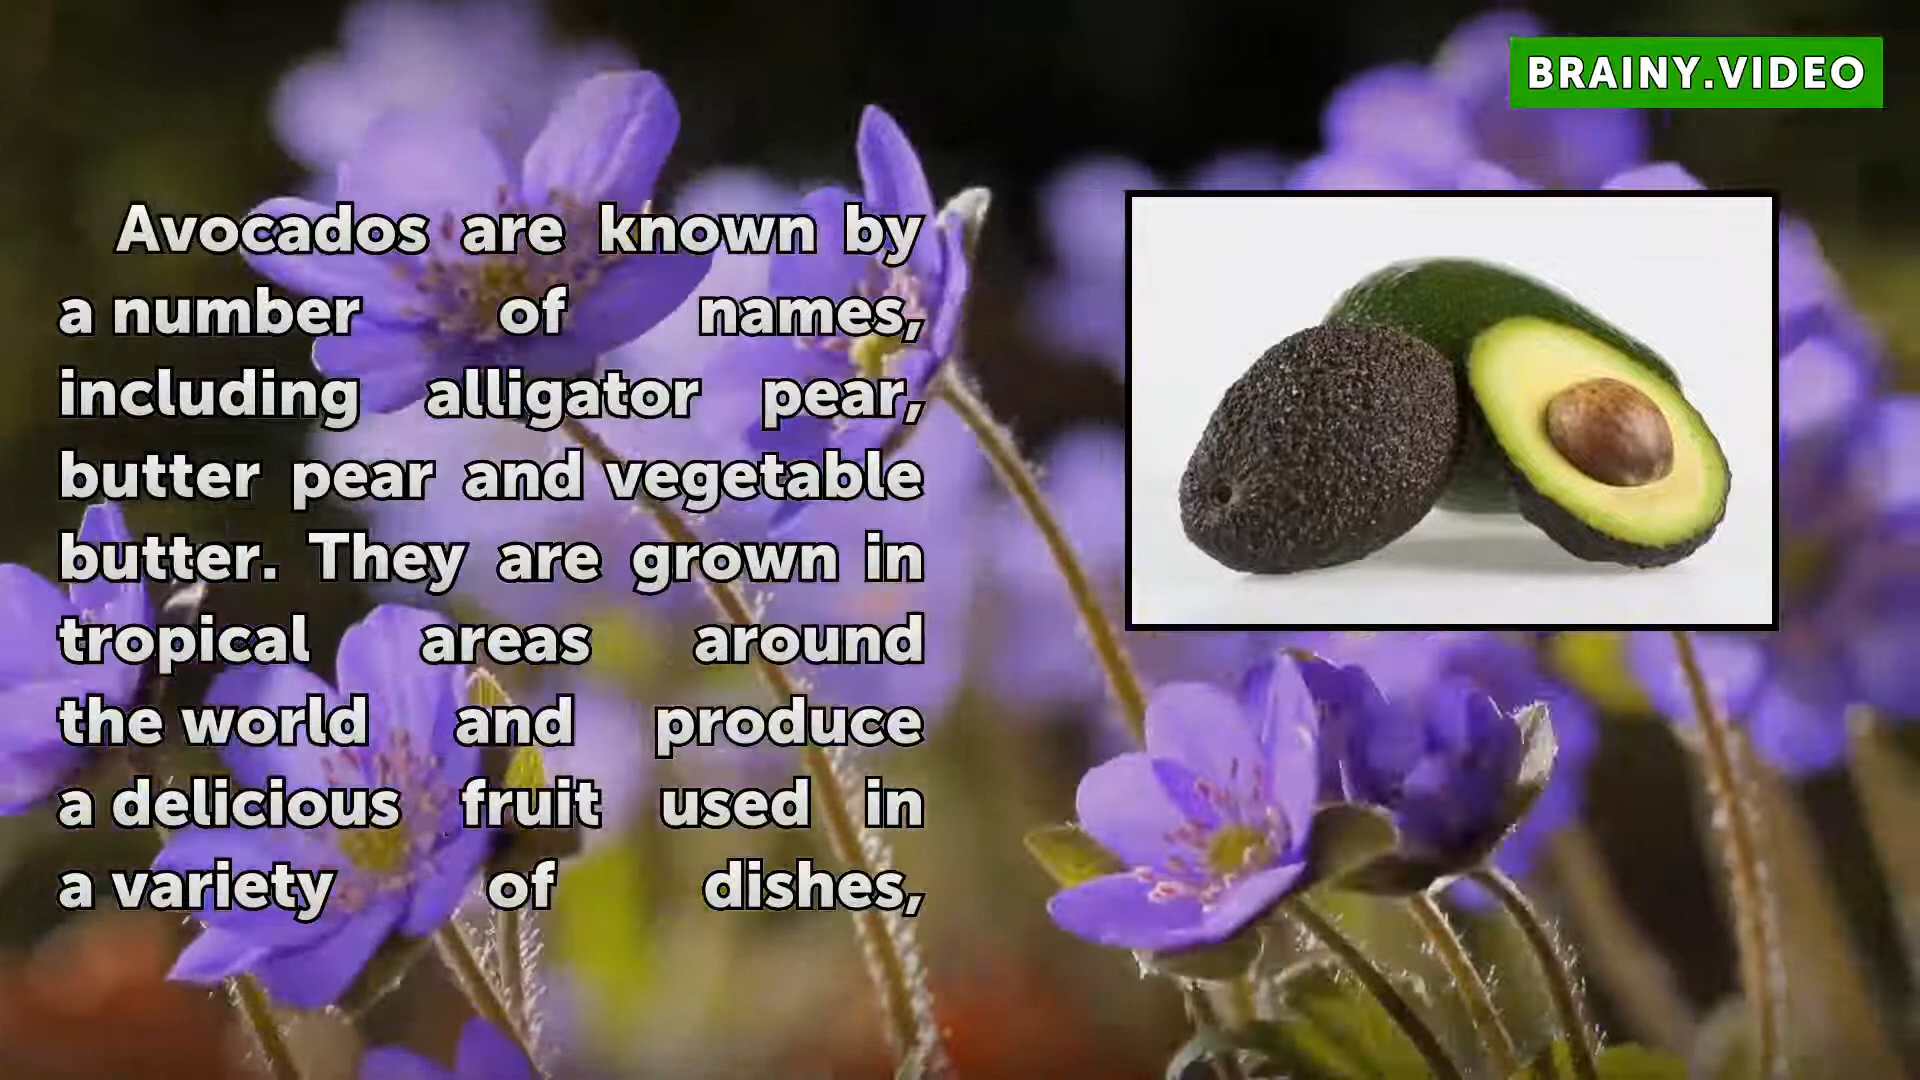 BRAINY.VIDEO
Avocados are known by
a number of names,
including alligator pear,
butter pear and vegetable
butter. They are grown in
tropical areas around
the world and produce
a delicious fruit used in
a variety of dishes,